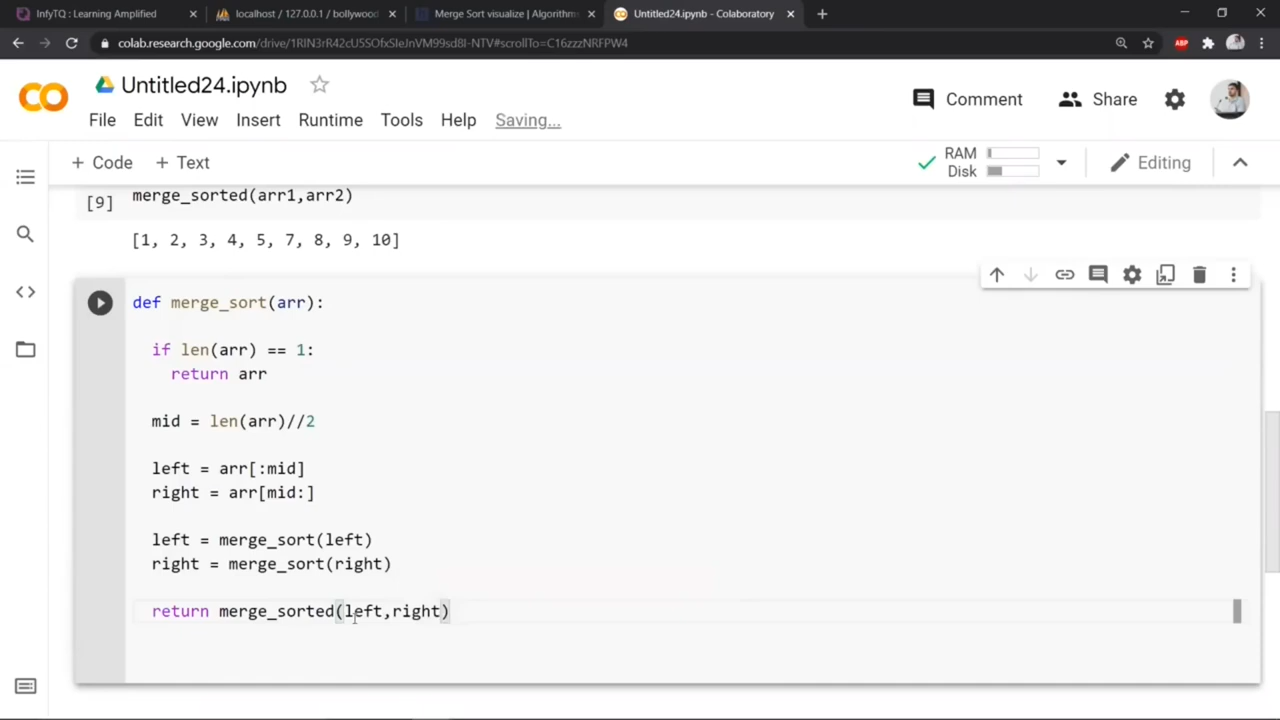 InfyTQ : Learning Amplified
localhost / 127.0.0.1 / bollywood
Merge Sort visualize | Algorithms
Untitled24.ipynb - Colaboratory
colab.research.google.com/drive/1RIN3rR42cU5SOfxSleJnVM99sd8I-NTV#scrollTo=C16zzzNRFPW4
ABP
CO
Untitled24.ipynb
Comment
Share
File Edit View Insert Runtime Tools Help Saving...
+ Code + Text
RAM
Disk
Editing
[9]
merge_sorted(arr1,arr2)
[1, 2, 3, 4, 5, 7, 8, 9, 10]
def merge_sort(arr):
if len(arr) == 1:
return arr
mid = len(arr)//2
left = arr[:mid]
right = arr[mid:]
left = merge_sort(left)
right = merge_sort(right)
return merge_sorted(left,right)